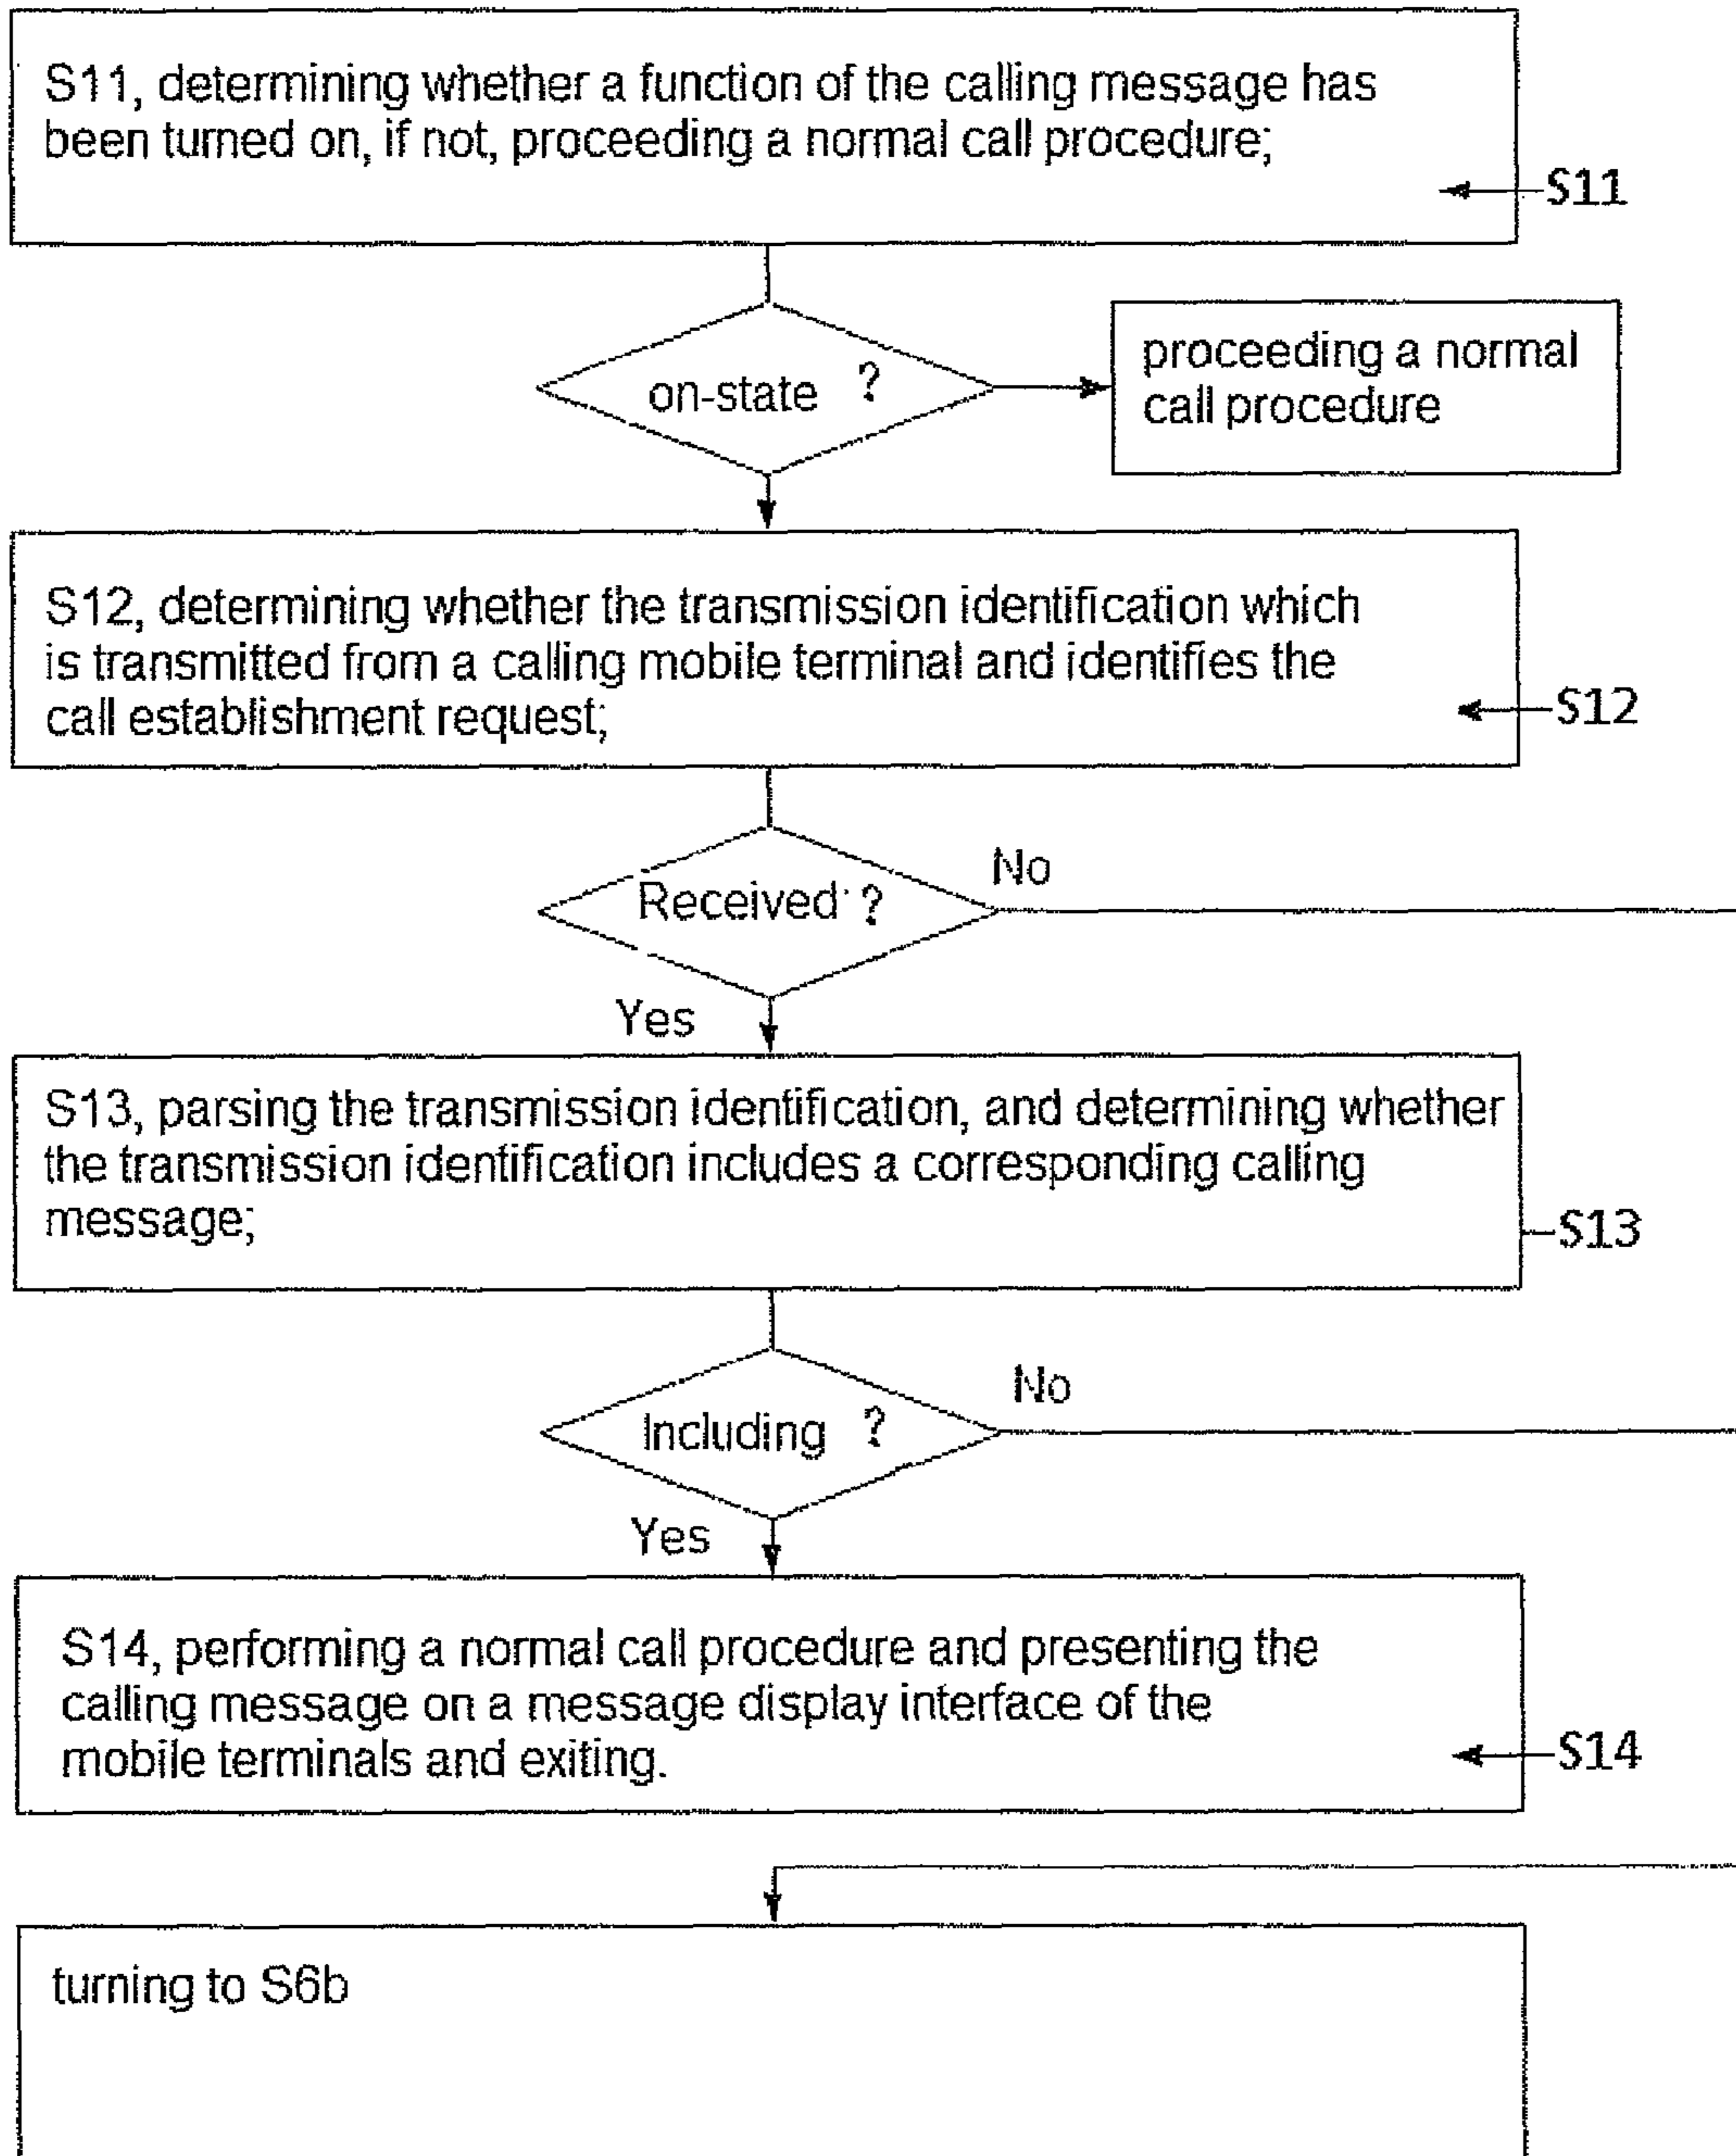 S11, determining whether a function of the calling message has
been turned on, if not, proceeding a normal call procedure;
S11
on-state ?
proceeding a normal
call procedure
S12, determining whether the transmission identification which
is transmitted from a calling mobile terminal and identifies the
call establishment request;
S12
Received ?
No
Yes
S13, parsing the transmission identification, and determining whether
the transmission identification includes a corresponding calling
message;
S13
Including ?
No
Yes
S14, performing a normal call procedure and presenting the
calling message on a message display interface of the
mobile terminals and exiting.
S14
turning to S6b